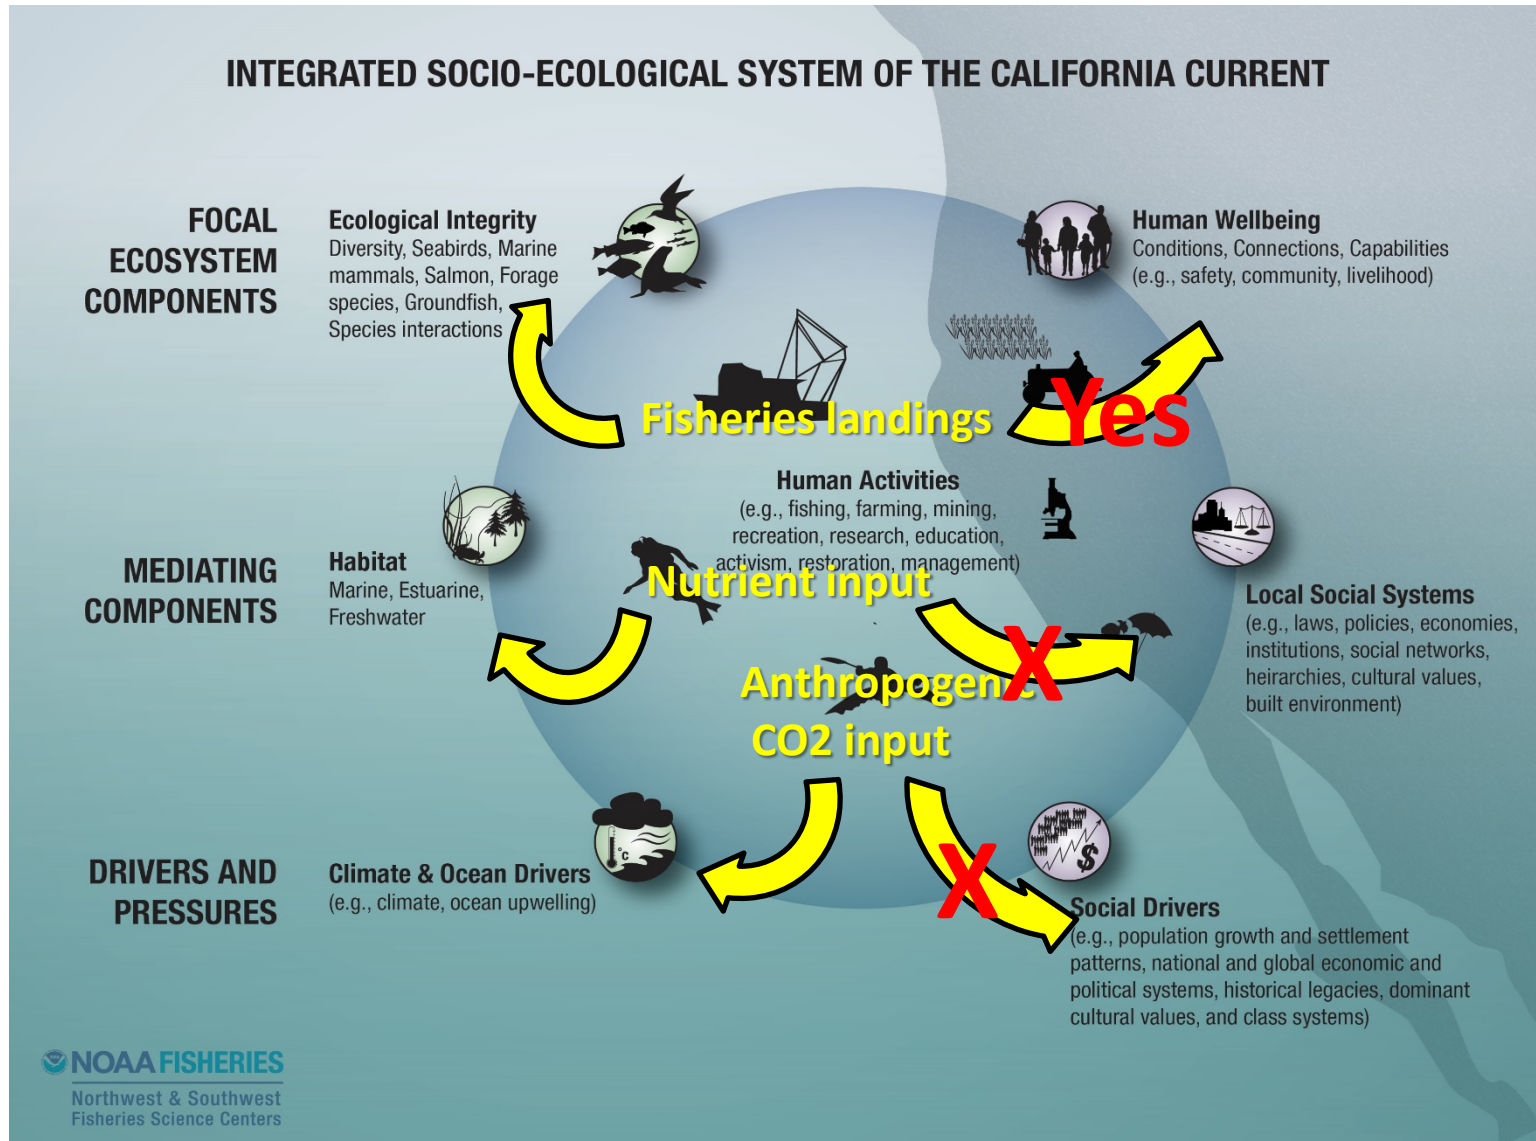 INTEGRATED SOCIO-ECOLOGICAL SYSTEM OF THE CALIFORNIA CURRENT
FOCAL
ECOSYSTEM
COMPONENTS
Ecological Integrity
Diversity, Seabirds, Marine
mammals, Salmon, Forage
species, Groundfish,
Species interactions
Human Wellbeing
Conditions, Connections, Capabilities
(e.g., safety, community, livelihood)
Fisheries landings
Yes
Human Activities
(e.g., fishing, farming, mining,
recreation, research, education,
activism, restoration, management)
MEDIATING
COMPONENTS
Habitat
Marine, Estuarine,
Freshwater
Nutrient input
X
Local Social Systems
(e.g., laws, policies, economies,
institutions, social networks,
heirarchies, cultural values,
built environment)
Anthropogenic
CO2 input
DRIVERS AND
PRESSURES
Climate & Ocean Drivers
(e.g., climate, ocean upwelling)
°C
X
$
Social Drivers
(e.g., population growth and settlement
patterns, national and global economic and
political systems, historical legacies, dominant
cultural values, and class systems)
NOAA FISHERIES
Northwest & Southwest
Fisheries Science Centers